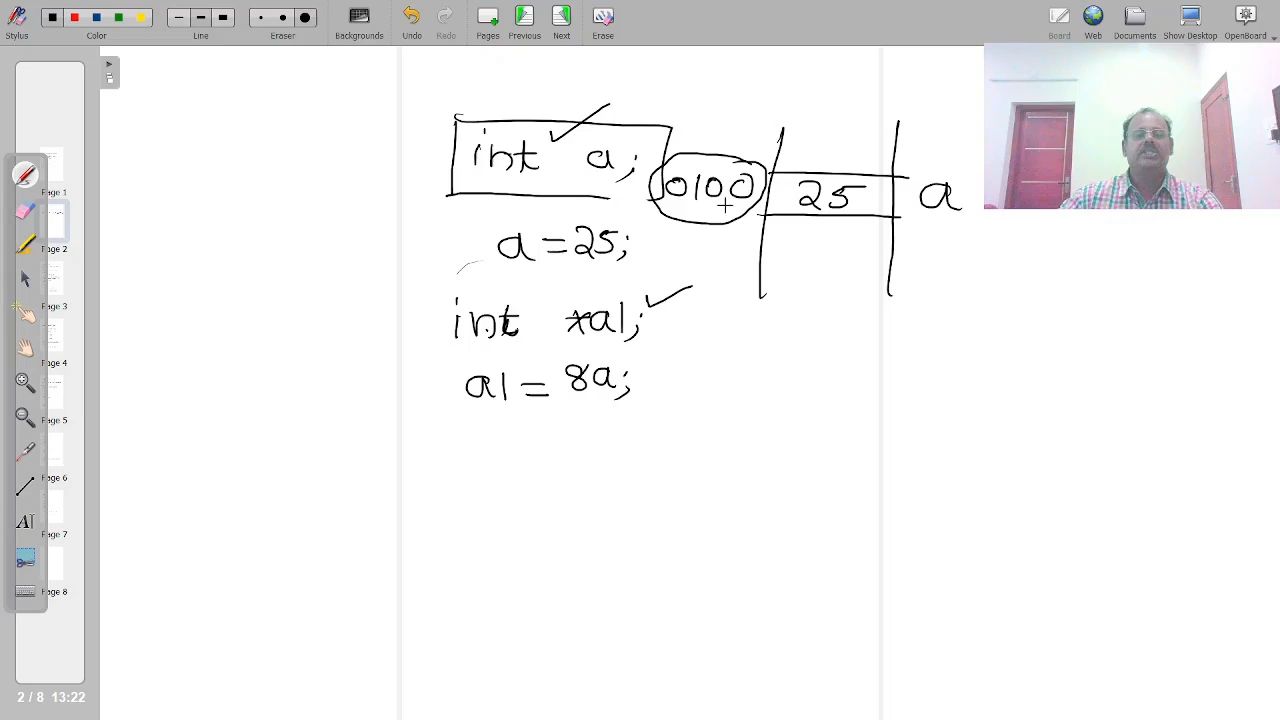 Stylus Color Line Eraser Backgrounds Undo Redo Pages Previous Next Erase Board Web Documents Show Desktop OpenBoard
Page 1
Page 2
Page 3
Page 4
Page 5
Page 6
Page 7
Page 8
2 / 8 13:22
int a;
0100 25 a
a = 25;
int *a1;
a1 = &a;